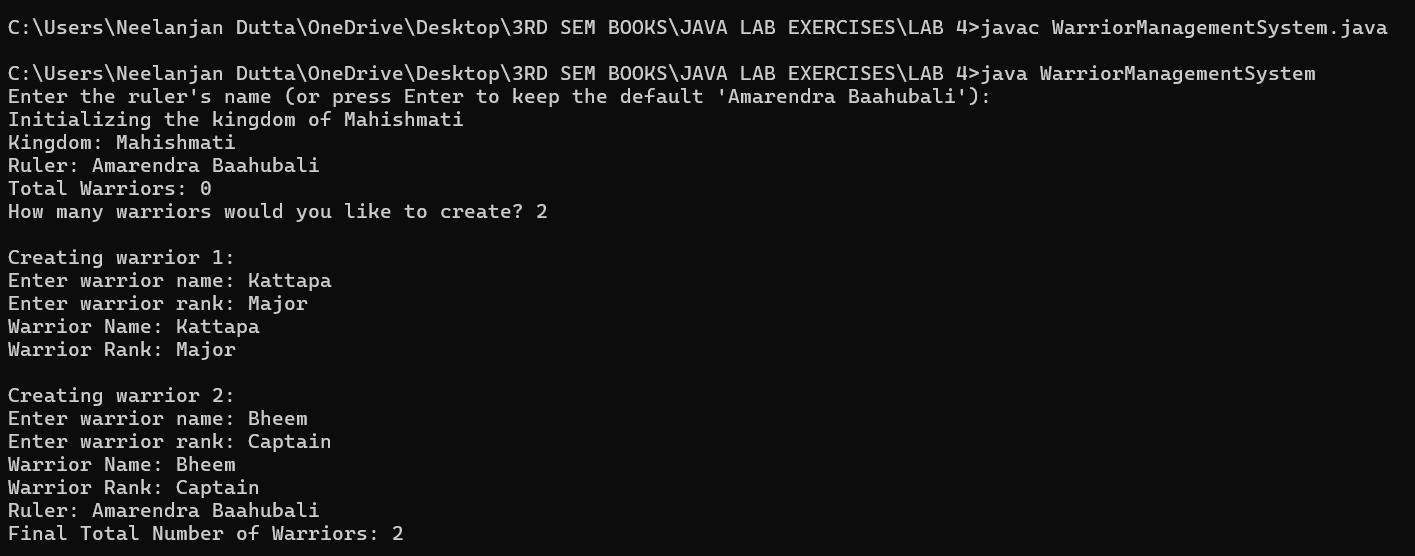 C:\Users\Neelanjan Dutta\OneDrive\Desktop\3RD SEM BOOKS\JAVA LAB EXERCISES\LAB 4>javac WarriorManagementSystem.java
C:\Users\Neelanjan Dutta\OneDrive\Desktop\3RD SEM BOOKS\JAVA LAB EXERCISES\LAB 4>java WarriorManagementSystem
Enter the ruler's name (or press Enter to keep the default 'Amarendra Baahubali'):
Initializing the kingdom of Mahishmati
Kingdom: Mahishmati
Ruler: Amarendra Baahubali
Total Warriors: 0
How many warriors would you like to create? 2
Creating warrior 1:
Enter warrior name: Kattapa
Enter warrior rank: Major
Warrior Name: Kattapa
Warrior Rank: Major
Creating warrior 2:
Enter warrior name: Bheem
Enter warrior rank: Captain
Warrior Name: Bheem
Warrior Rank: Captain
Ruler: Amarendra Baahubali
Final Total Number of Warriors: 2